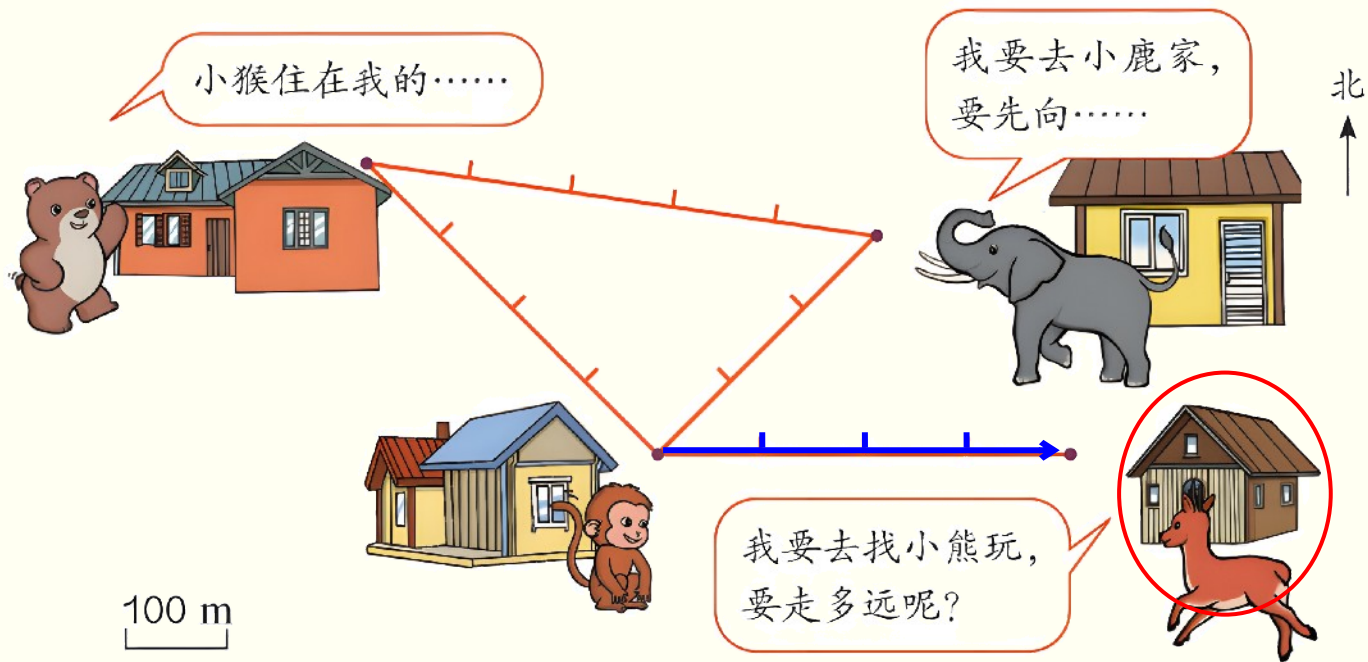 小猴住在我的……
我要去小鹿家，
要先向……
北
我要去找小熊玩，
要走多远呢？
100 m